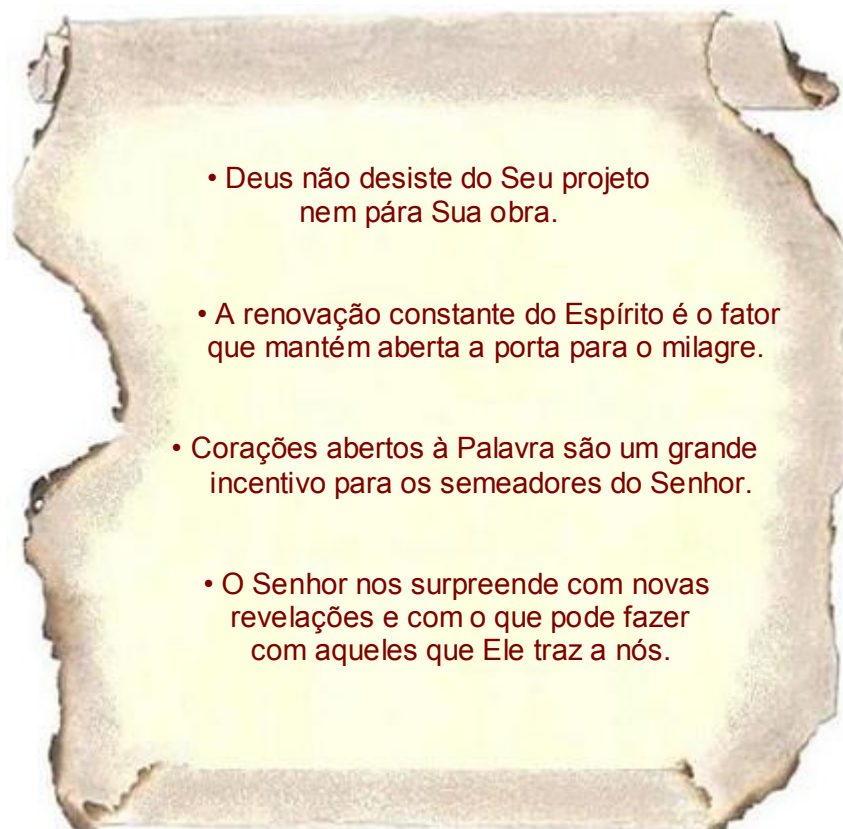 • Deus não desiste do Seu projeto
nem pára Sua obra.
• A renovação constante do Espírito é o fator
que mantém aberta a porta para o milagre.
• Corações abertos à Palavra são um grande
incentivo para os semeadores do Senhor.
• O Senhor nos surpreende com novas
revelações e com o que pode fazer
com aqueles que Ele traz a nós.